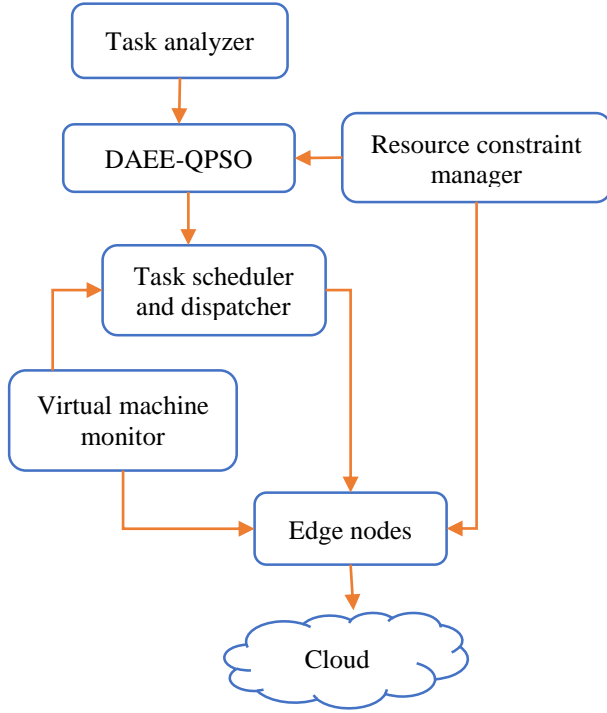 Task analyzer
DAEE-QPSO
Resource constraint
manager
Task scheduler
and dispatcher
Virtual machine
monitor
Edge nodes
Cloud